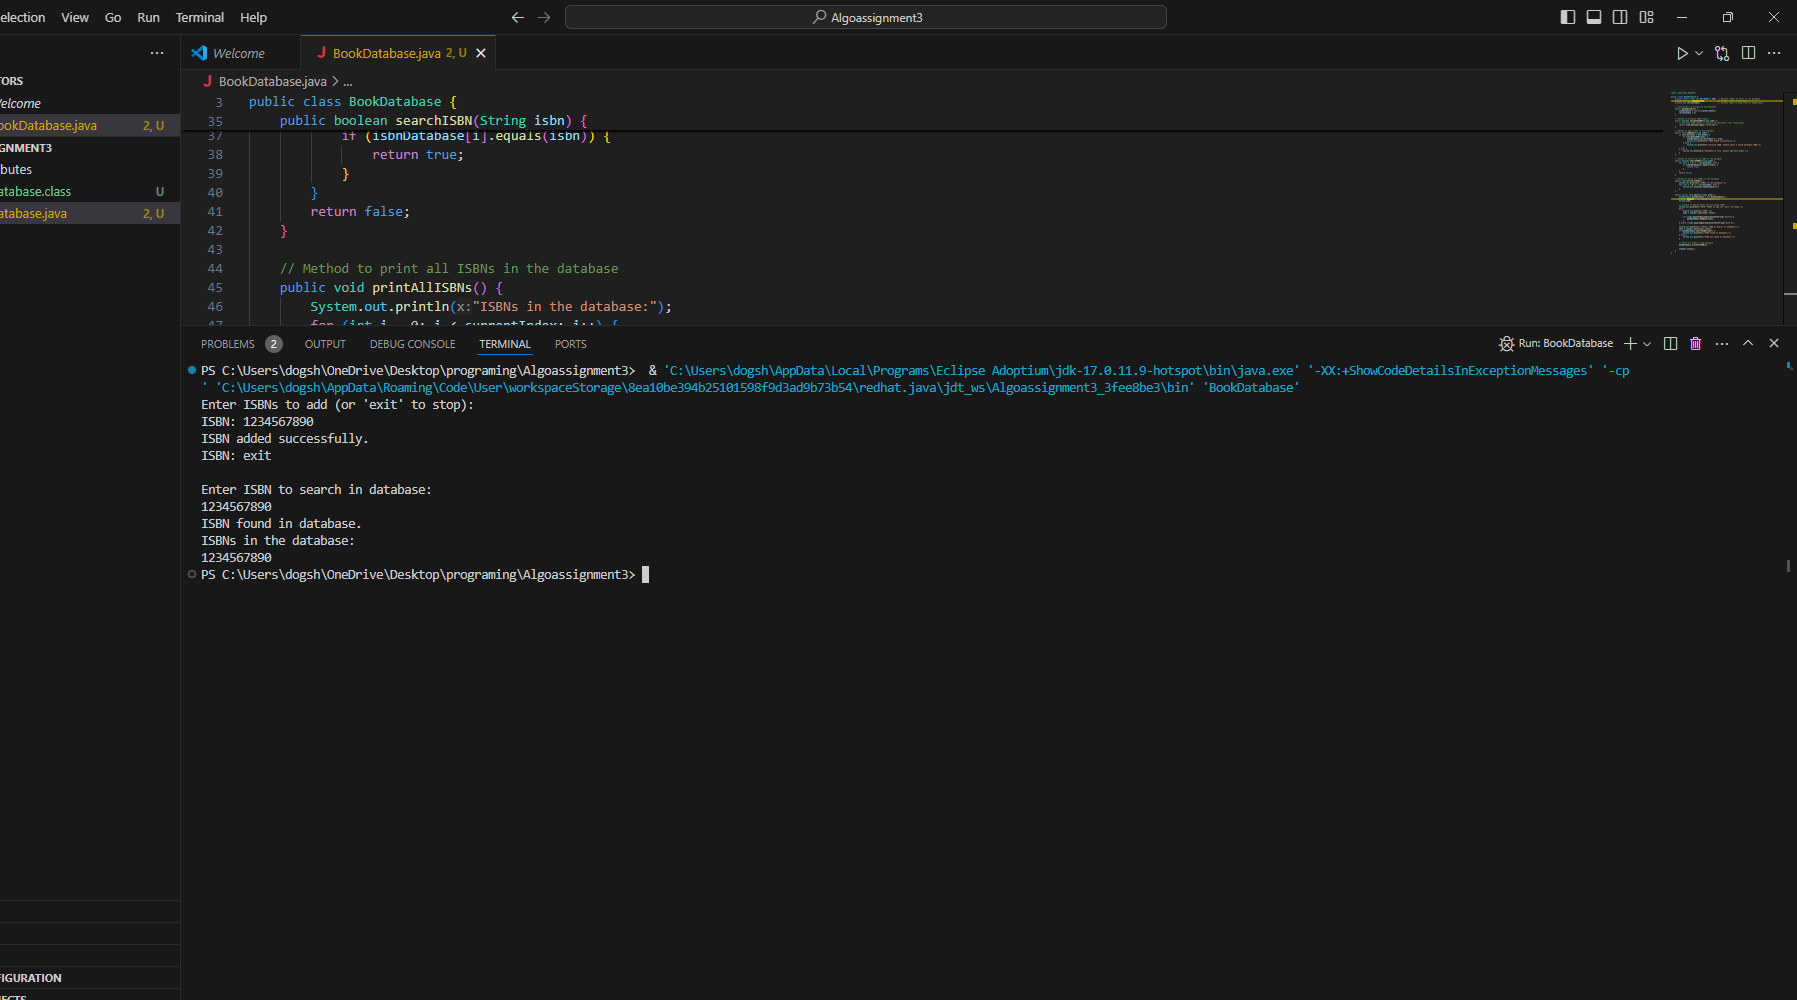 election View Go Run Terminal Help
Algoassignment3
Welcome
BookDatabase.java 2, U
TORS
Welcome
ookDatabase.java 2, U
GNMENT3
butes
atabase.class U
atabase.java 2, U
BookDatabase.java > ...
3 public class BookDatabase {
35 public boolean searchISBN(String isbn) {
37 if (isbnDatabase[i].equals(isbn)) {
38 return true;
39 }
40 }
41 return false;
42 }
43
44 // Method to print all ISBNs in the database
45 public void printAllISBNs() {
46 System.out.println(x:"ISBNs in the database:");
47 for (int i = 0; i < currentIndex; i++) {
PROBLEMS 2 OUTPUT DEBUG CONSOLE TERMINAL PORTS
Run: BookDatabase
PS C:\Users\dogsh\OneDrive\Desktop\programing\Algoassignment3> & 'C:\Users\dogsh\AppData\Local\Programs\Eclipse Adoptium\jdk-17.0.11.9-hotspot\bin\java.exe' '-XX:+ShowCodeDetailsInExceptionMessages' '-cp
' 'C:\Users\dogsh\AppData\Roaming\Code\User\workspaceStorage\8ea10be394b25101598f9d3ad9b73b54\redhat.java\jdt_ws\Algoassignment3_3fee8be3\bin' 'BookDatabase'
Enter ISBNs to add (or 'exit' to stop):
ISBN: 1234567890
ISBN added successfully.
ISBN: exit
Enter ISBN to search in database:
1234567890
ISBN found in database.
ISBNs in the database:
1234567890
PS C:\Users\dogsh\OneDrive\Desktop\programing\Algoassignment3>
FIGURATION